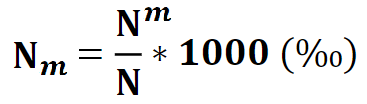 N_m = N^m / N * 1000 (‰)